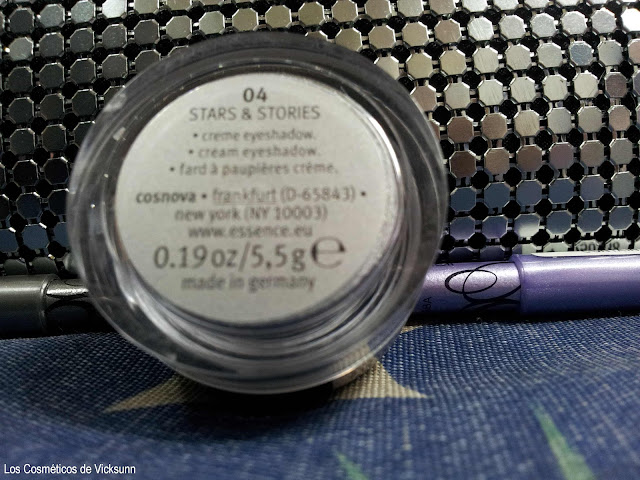 04
STARS & STORIES
• creme eyeshadow.
• cream eyeshadow.
• fard à paupières crème.
cosnova • frankfurt (D-65843) •
new york (NY 10003)
www.essence.eu
0.19 oz/5,5g ℮
made in germany
Los Cosméticos de Vicksunn